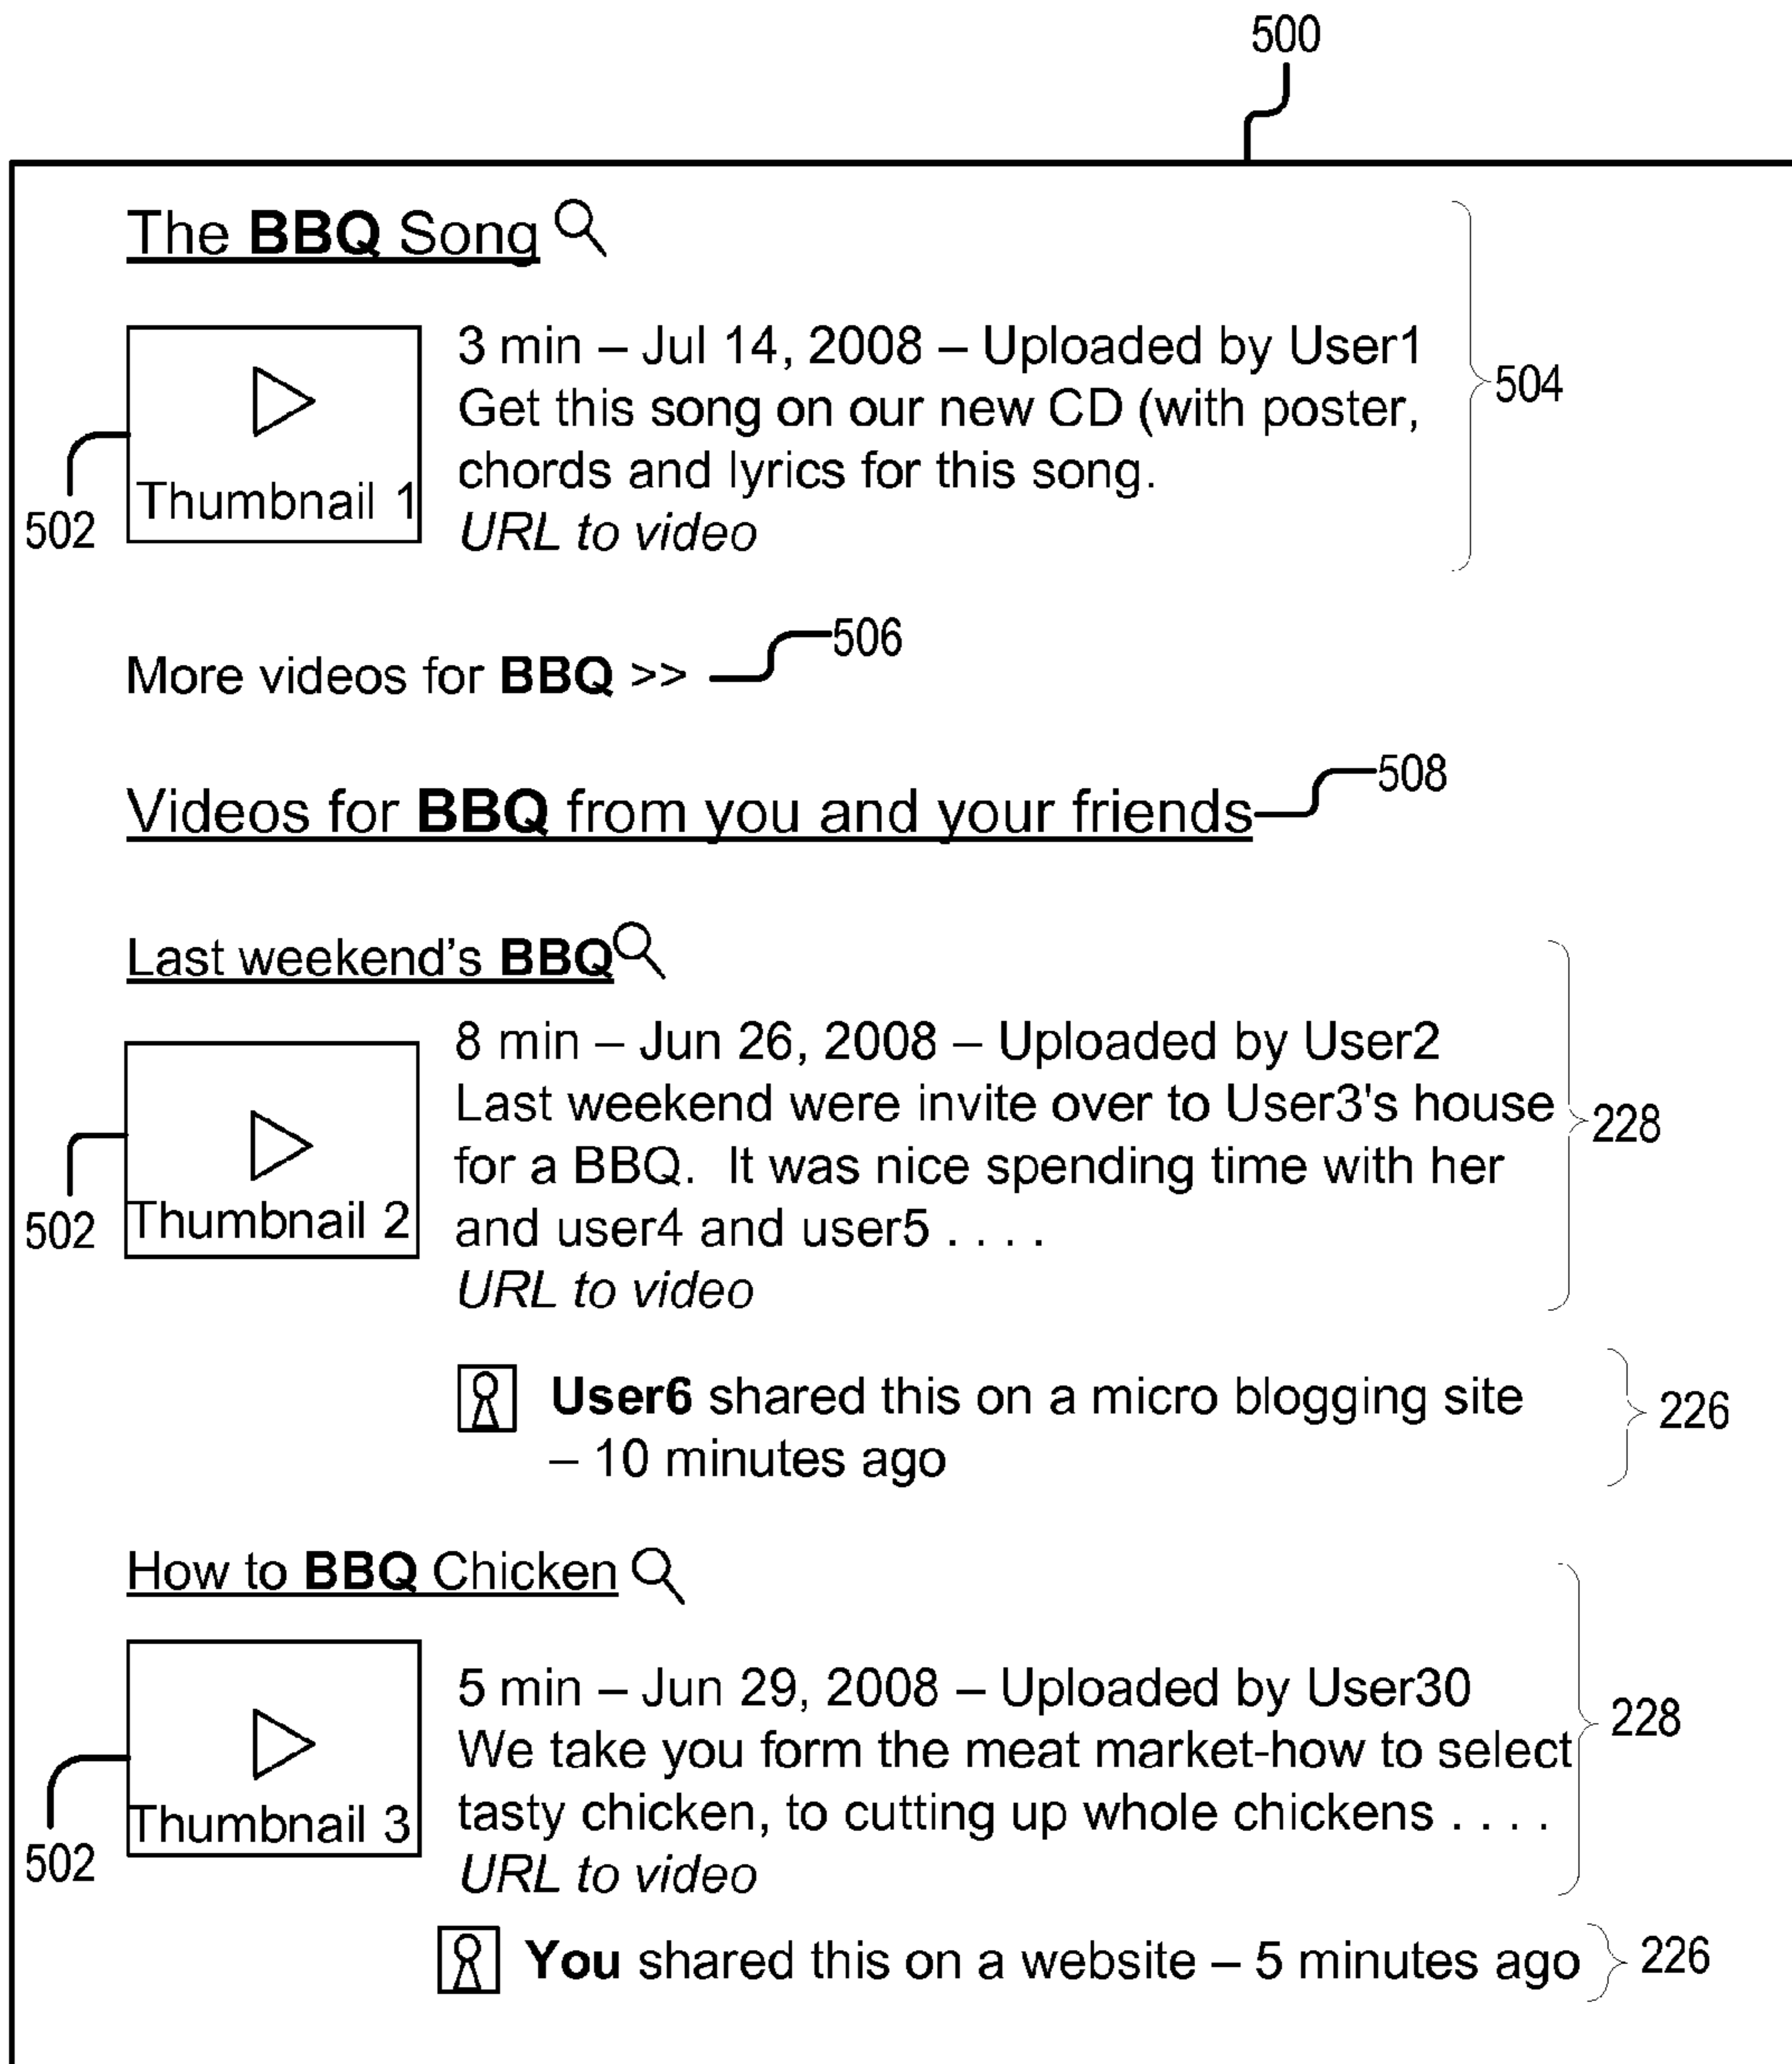 500
The BBQ Song
3 min – Jul 14, 2008 – Uploaded by User1
Get this song on our new CD (with poster,
chords and lyrics for this song.
URL to video
Thumbnail 1
502
504
More videos for BBQ >>
506
Videos for BBQ from you and your friends
508
Last weekend's BBQ
8 min – Jun 26, 2008 – Uploaded by User2
Last weekend were invite over to User3's house
for a BBQ. It was nice spending time with her
and user4 and user5 . . . .
URL to video
Thumbnail 2
502
228
User6 shared this on a micro blogging site
– 10 minutes ago
226
How to BBQ Chicken
5 min – Jun 29, 2008 – Uploaded by User30
We take you form the meat market-how to select
tasty chicken, to cutting up whole chickens . . . .
URL to video
Thumbnail 3
502
228
You shared this on a website – 5 minutes ago
226